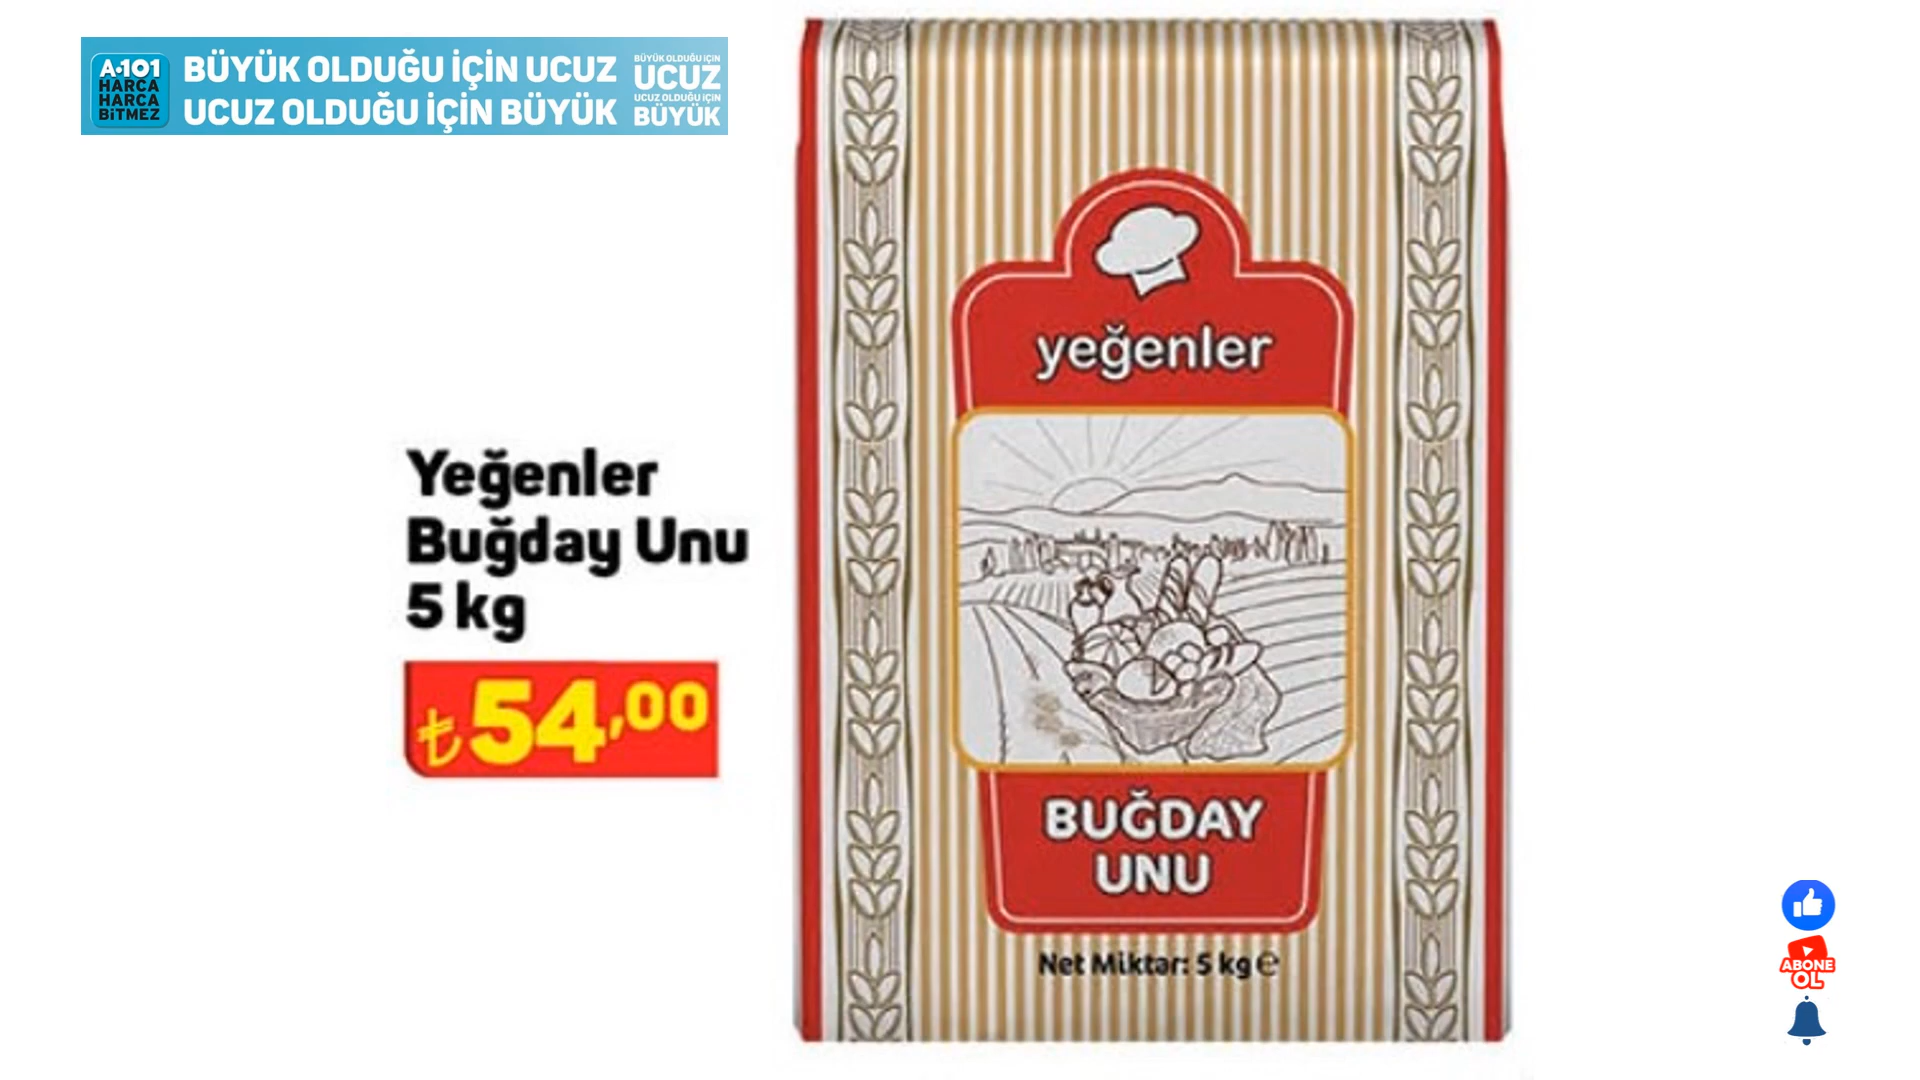 A101
HARCA
HARCA
BİTMEZ
BÜYÜK OLDUĞU İÇİN UCUZ
UCUZ OLDUĞU İÇİN BÜYÜK
BÜYÜK OLDUĞU İÇİN
UCUZ
UCUZ OLDUĞU İÇİN
BÜYÜK
Yeğenler
Buğday Unu
5 kg
₺54,00
yeğenler
BUĞDAY
UNU
Net Miktar: 5 kg ℮
ABONE
OL